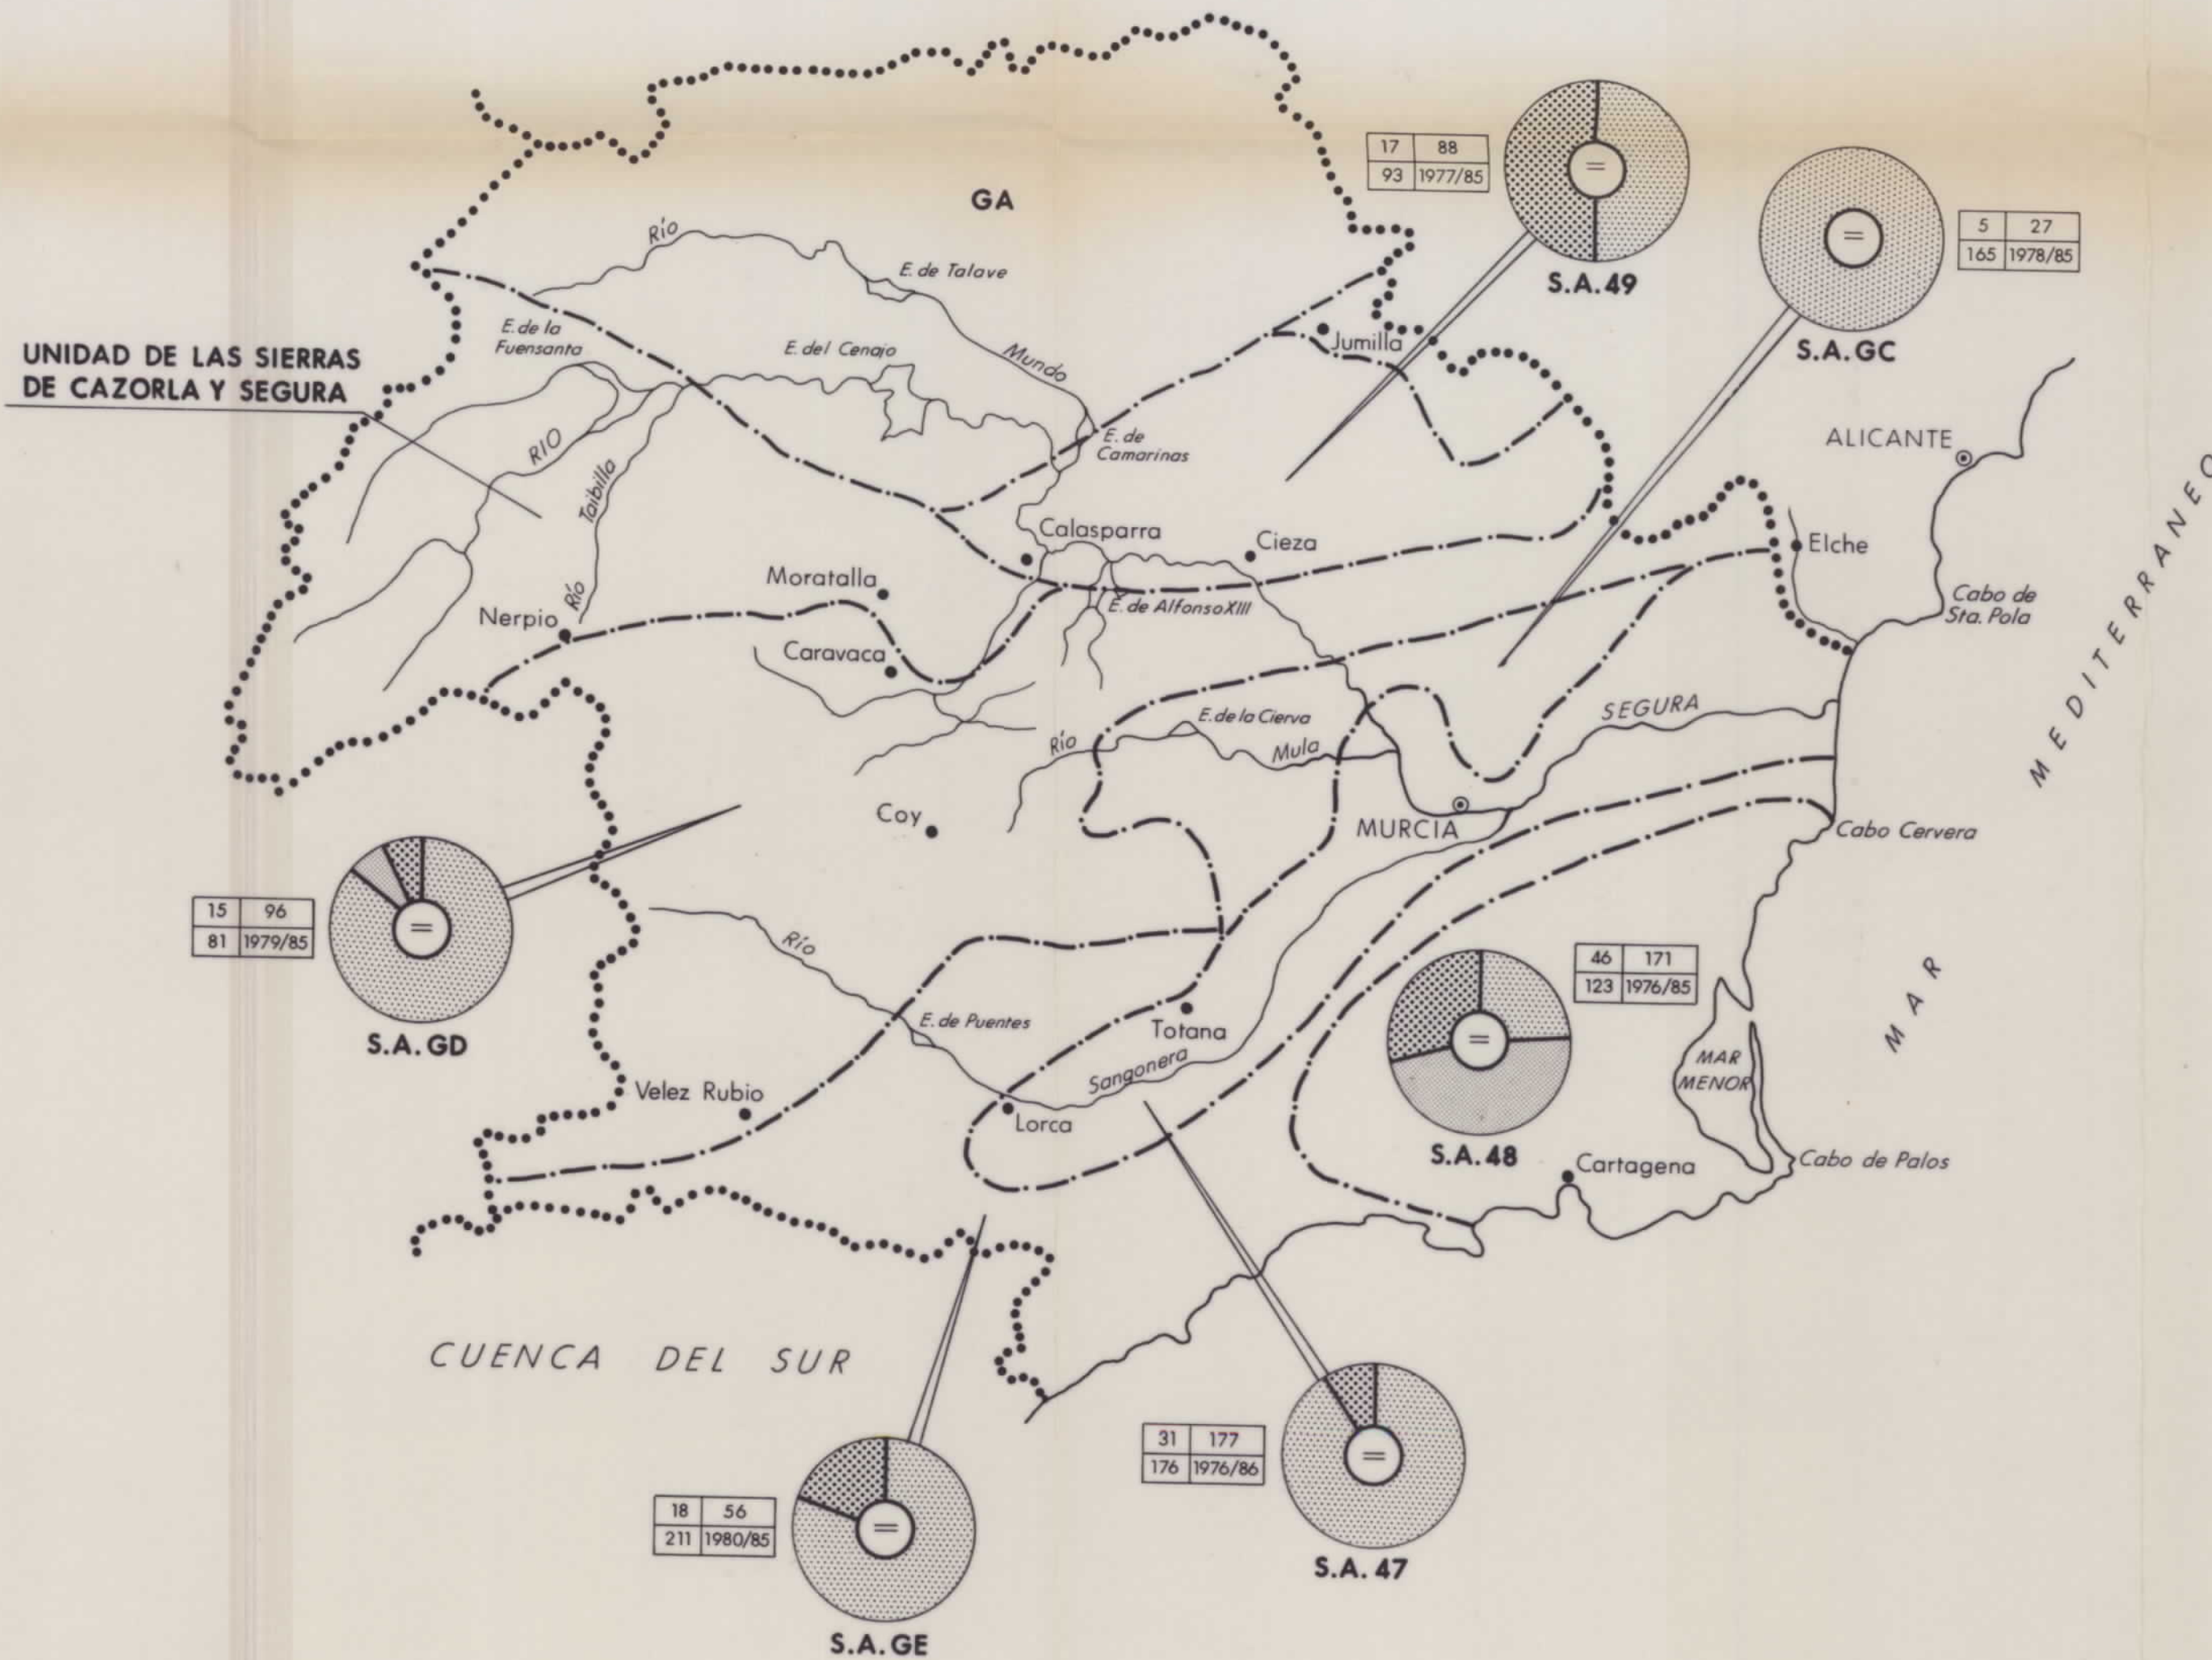 GA
17 88
93 1977/85
=
S.A.49
=
5 27
165 1978/85
S.A.GC
Río
E. de Talave
E. de la
Fuensanta
E. del Cenajo
Mundo
Jumilla
UNIDAD DE LAS SIERRAS
DE CAZORLA Y SEGURA
RIO
Taibilla
Río
E. de
Camarinas
ALICANTE
MEDITERRANEO
Calasparra
Cieza
Elche
Moratalla
E. de Alfonso XIII
Cabo de
Sta. Pola
Nerpio
Caravaca
E. de la Cierva
SEGURA
Río
Mula
Coy
MURCIA
Cabo Cervera
15 96
81 1979/85
=
S.A.GD
Río
46 171
123 1976/85
=
S.A.48
MAR
E. de Puentes
Totana
Sangonera
MAR
MENOR
Velez Rubio
Lorca
Cartagena
Cabo de Palos
CUENCA DEL SUR
31 177
176 1976/86
=
S.A. 47
18 56
211 1980/85
=
S.A.GE